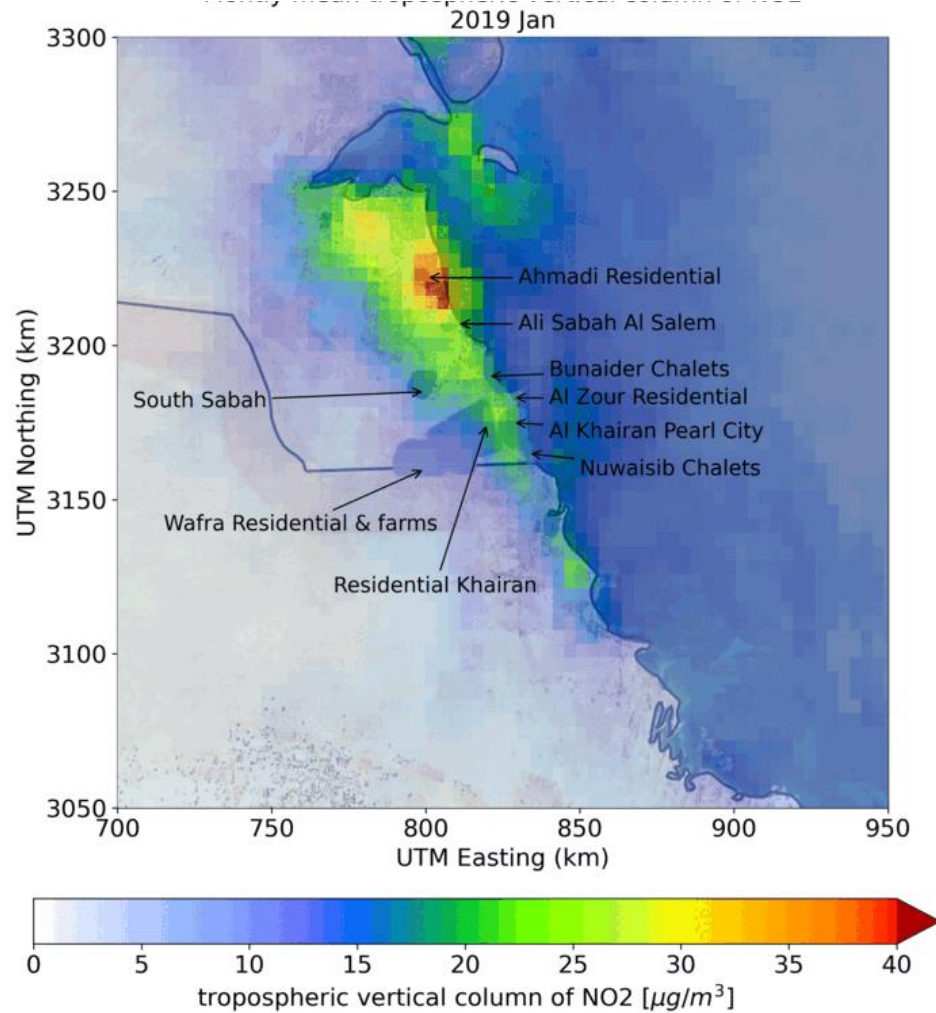 2019 Jan
3300
3250
3200
3150
3100
3050
UTM Northing (km)
Ahmadi Residential
Ali Sabah Al Salem
Bunaider Chalets
Al Zour Residential
South Sabah
Al Khairan Pearl City
Nuwaisib Chalets
Wafra Residential & farms
Residential Khairan
700 750 800 850 900 950
UTM Easting (km)
0 5 10 15 20 25 30 35 40
tropospheric vertical column of NO2 [μg/m³]